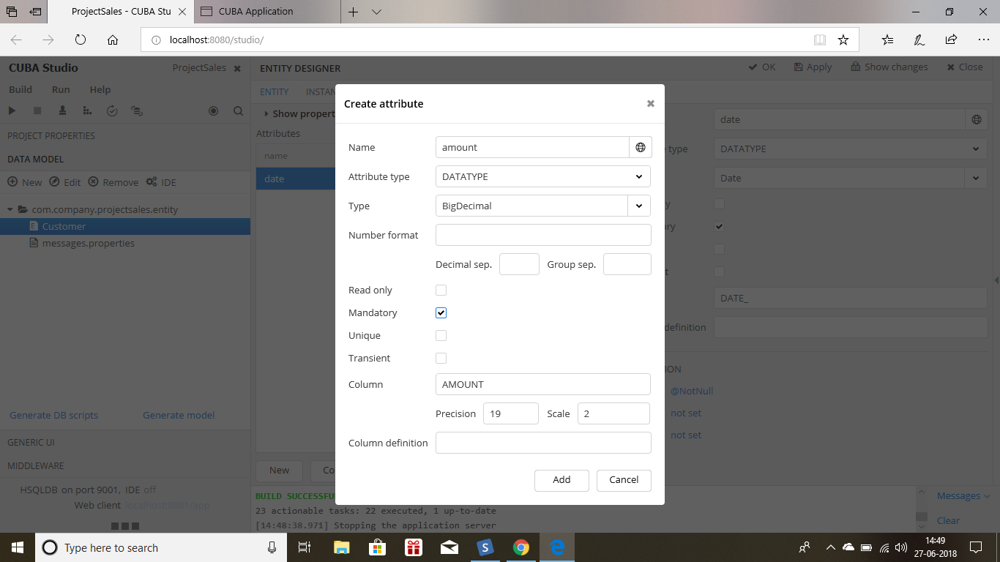 ProjectSales - CUBA Stu
CUBA Application
localhost:8080/studio/
CUBA Studio
ProjectSales
Build Run Help
PROJECT PROPERTIES
DATA MODEL
New Edit Remove IDE
com.company.projectsales.entity
Customer
messages.properties
Generate DB scripts Generate model
GENERIC UI
MIDDLEWARE
HSQLDB on port 9001, IDE off
Web client localhost:8081/app
ENTITY DESIGNER
OK Apply Show changes Close
ENTITY INSTAN
Show propert
Attributes
name
date
New Co
Create attribute
Name amount
Attribute type DATATYPE
Type BigDecimal
Number format
Decimal sep. Group sep.
Read only
Mandatory
Unique
Transient
Column AMOUNT
Precision 19 Scale 2
Column definition
Add Cancel
date
type DATATYPE
Date
y
ry
t
DATE_
definition
ION
@NotNull
not set
not set
BUILD SUCCESSFU
23 actionable tasks: 22 executed, 1 up-to-date
[14:48:38.971] Stopping the application server
Messages
Clear
Type here to search
14:49
27-06-2018